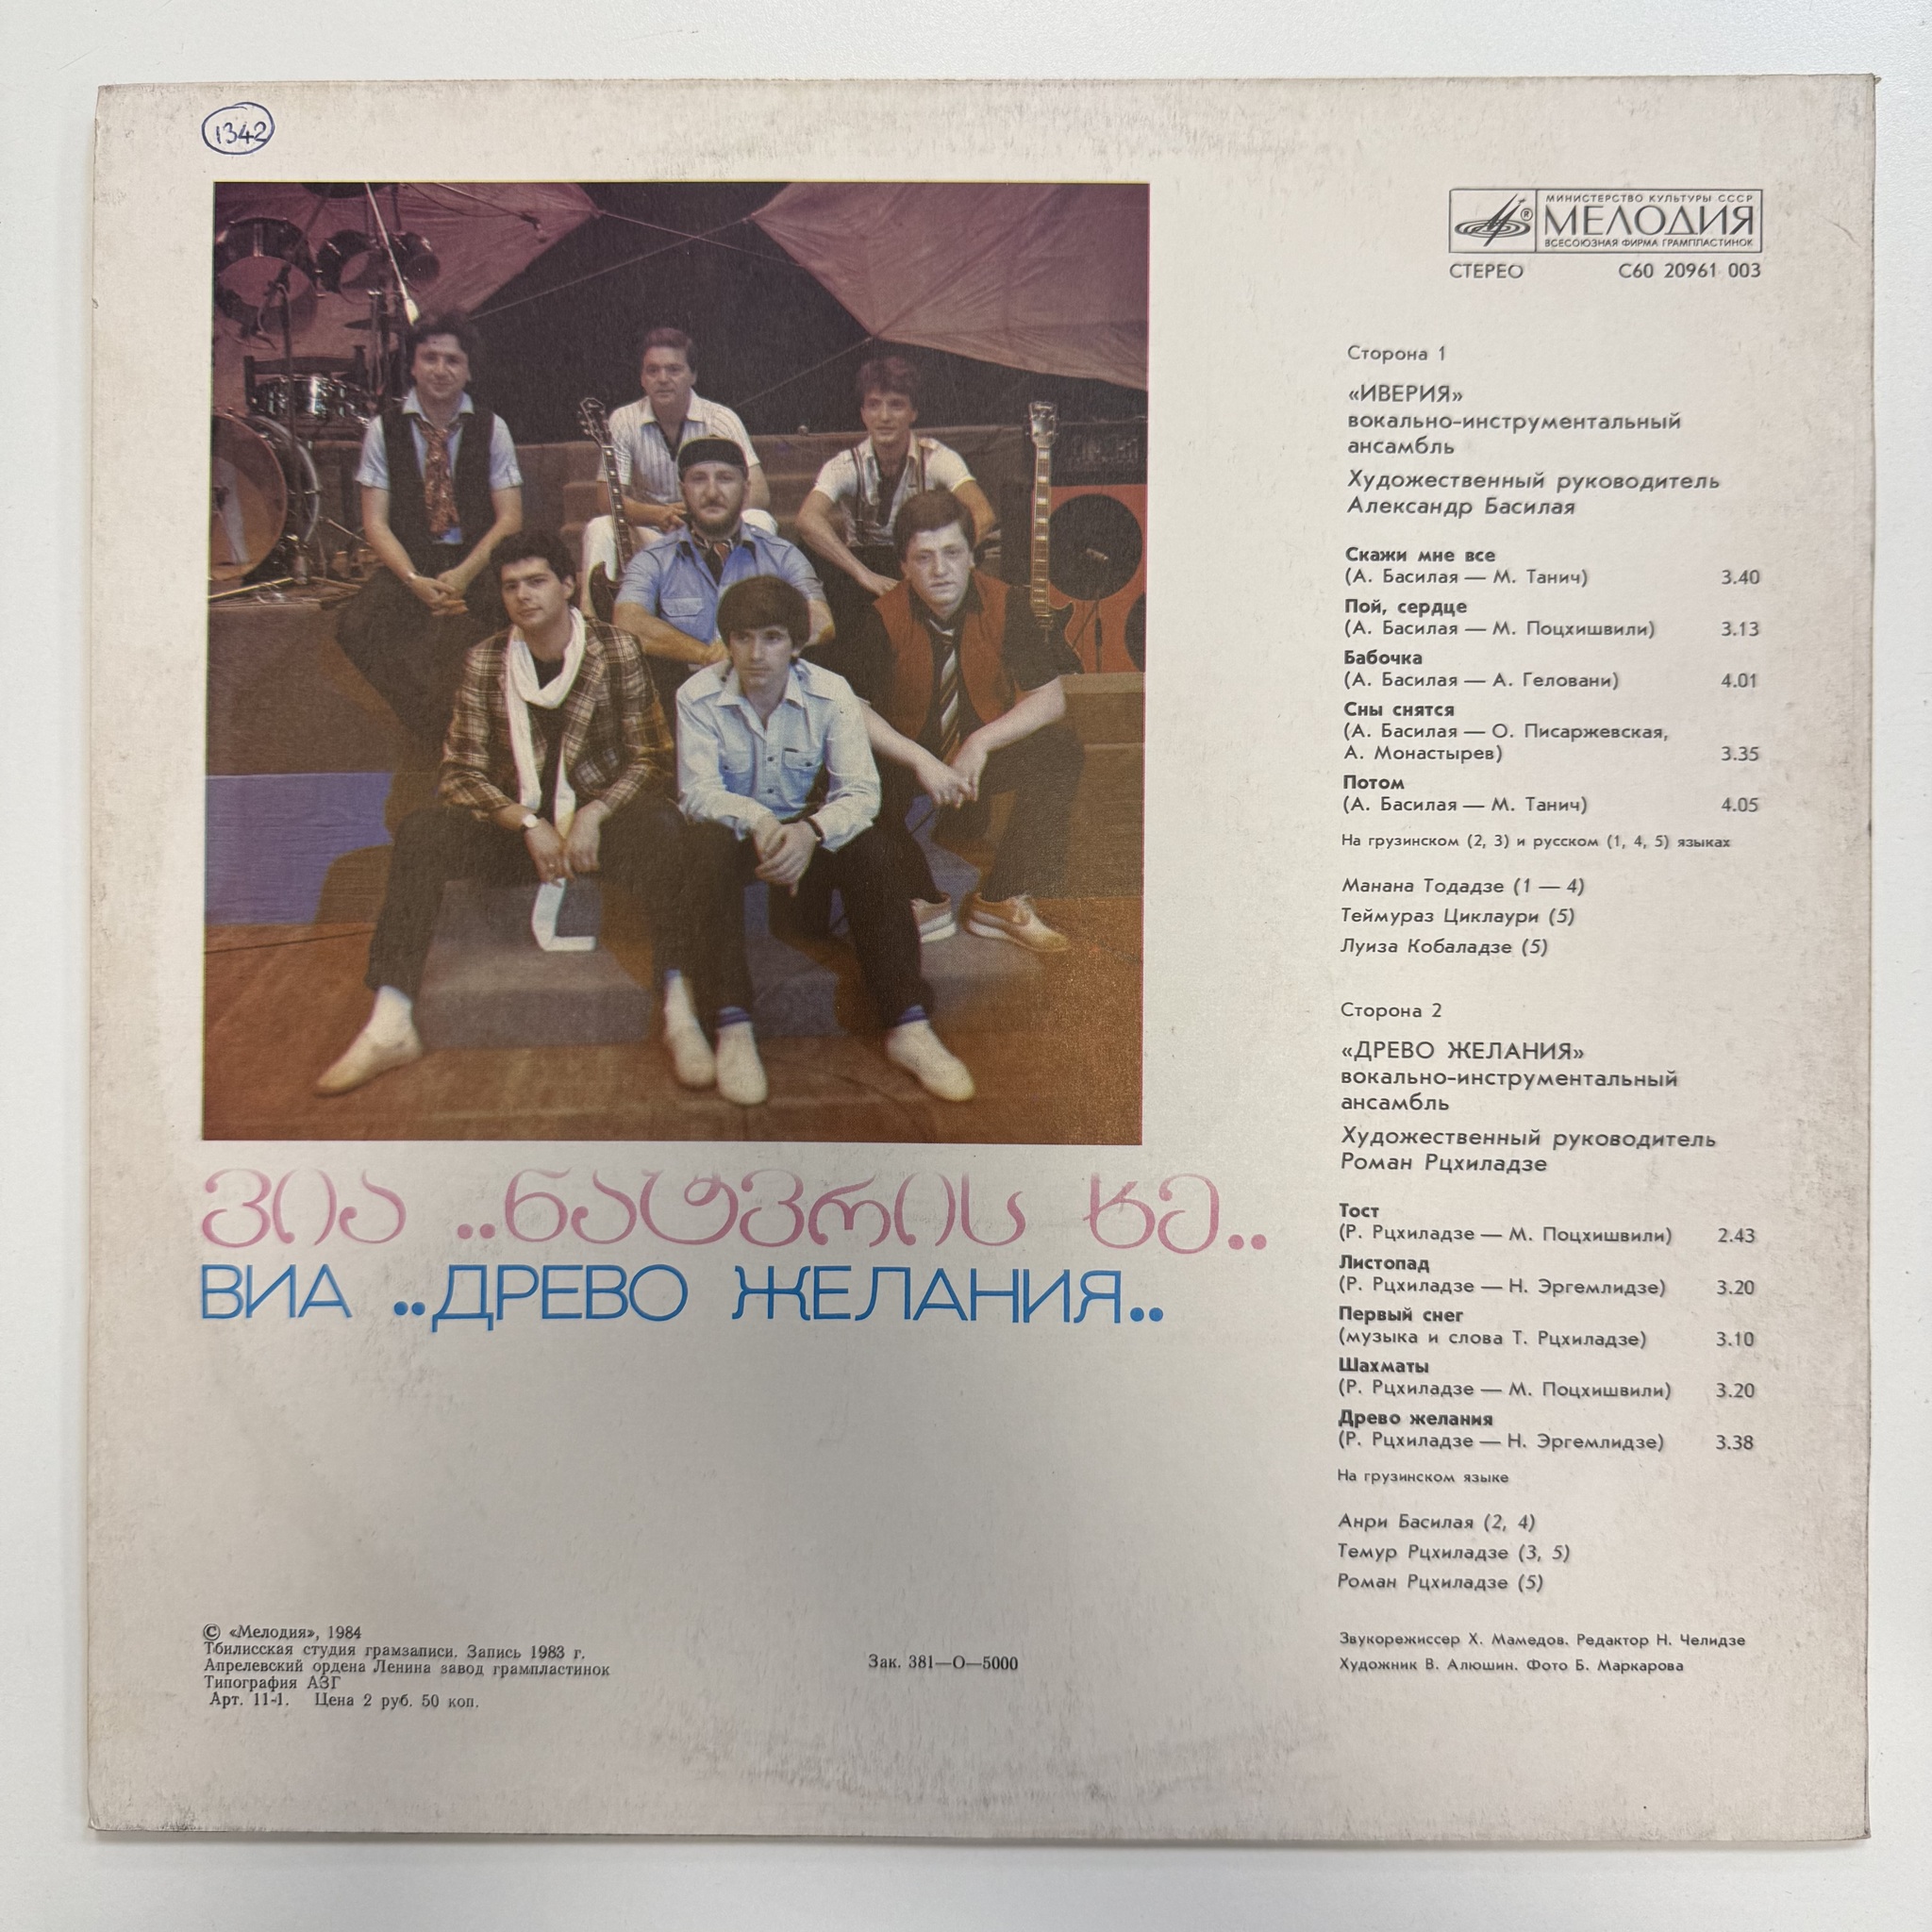 1342
МИНИСТЕРСТВО КУЛЬТУРЫ СССР
МЕЛОДИЯ
ВСЕСОЮЗНАЯ ФИРМА ГРАМПЛАСТИНОК
СТЕРЕО С60 20961 003
Сторона 1
«ИВЕРИЯ»
вокально-инструментальный
ансамбль
Художественный руководитель
Александр Басилая
Скажи мне все
(А. Басилая — М. Танич) 3.40
Пой, сердце
(А. Басилая — М. Поцхишвили) 3.13
Бабочка
(А. Басилая — А. Геловани) 4.01
Сны снятся
(А. Басилая — О. Писаржевская,
А. Монастырев) 3.35
Потом
(А. Басилая — М. Танич) 4.05
На грузинском (2, 3) и русском (1, 4, 5) языках
Манана Тодадзе (1 — 4)
Теймураз Циклаури (5)
Луиза Кобаладзе (5)
Сторона 2
«ДРЕВО ЖЕЛАНИЯ»
вокально-инструментальный
ансамбль
Художественный руководитель
Роман Рцхиладзе
Тост
(Р. Рцхиладзе — М. Поцхишвили) 2.43
Листопад
(Р. Рцхиладзе — Н. Эргемлидзе) 3.20
Первый снег
(музыка и слова Т. Рцхиладзе) 3.10
Шахматы
(Р. Рцхиладзе — М. Поцхишвили) 3.20
Древо желания
(Р. Рцхиладзе — Н. Эргемлидзе) 3.38
На грузинском языке
Анри Басилая (2, 4)
Темур Рцхиладзе (3, 5)
Роман Рцхиладзе (5)
Звукорежиссер Х. Мамедов. Редактор Н. Челидзе
Художник В. Алюшин. Фото Б. Маркарова
ვია ..ნატვრის ხე..
ВИА ..ДРЕВО ЖЕЛАНИЯ..
© «Мелодия», 1984
Тбилисская студия грамзаписи. Запись 1983 г.
Апрелевский ордена Ленина завод грампластинок
Типография АЗГ
Арт. 11-1. Цена 2 руб. 50 коп.
Зак. 381—О—5000